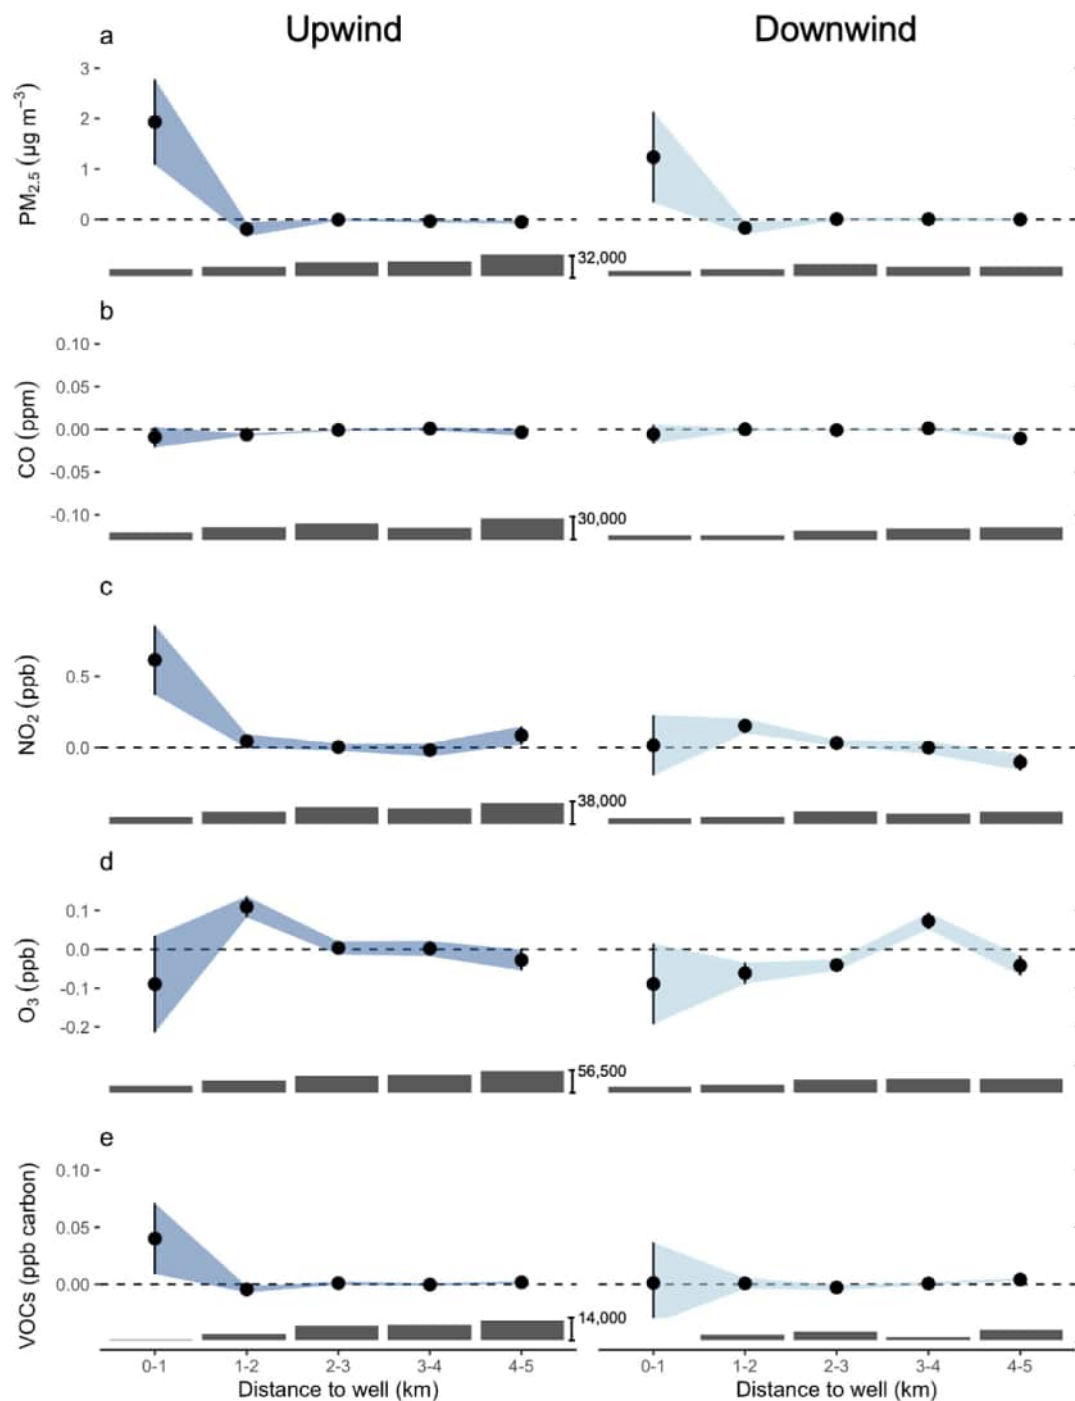 a
Upwind
Downwind
PM2.5 (µg m−3)
3
2
1
0
32,000
b
CO (ppm)
0.10
0.05
0.00
-0.05
-0.10
30,000
c
NO2 (ppb)
0.5
0.0
38,000
d
O3 (ppb)
0.1
0.0
-0.1
-0.2
56,500
e
VOCs (ppb carbon)
0.10
0.05
0.00
14,000
0-1 1-2 2-3 3-4 4-5
0-1 1-2 2-3 3-4 4-5
Distance to well (km)
Distance to well (km)